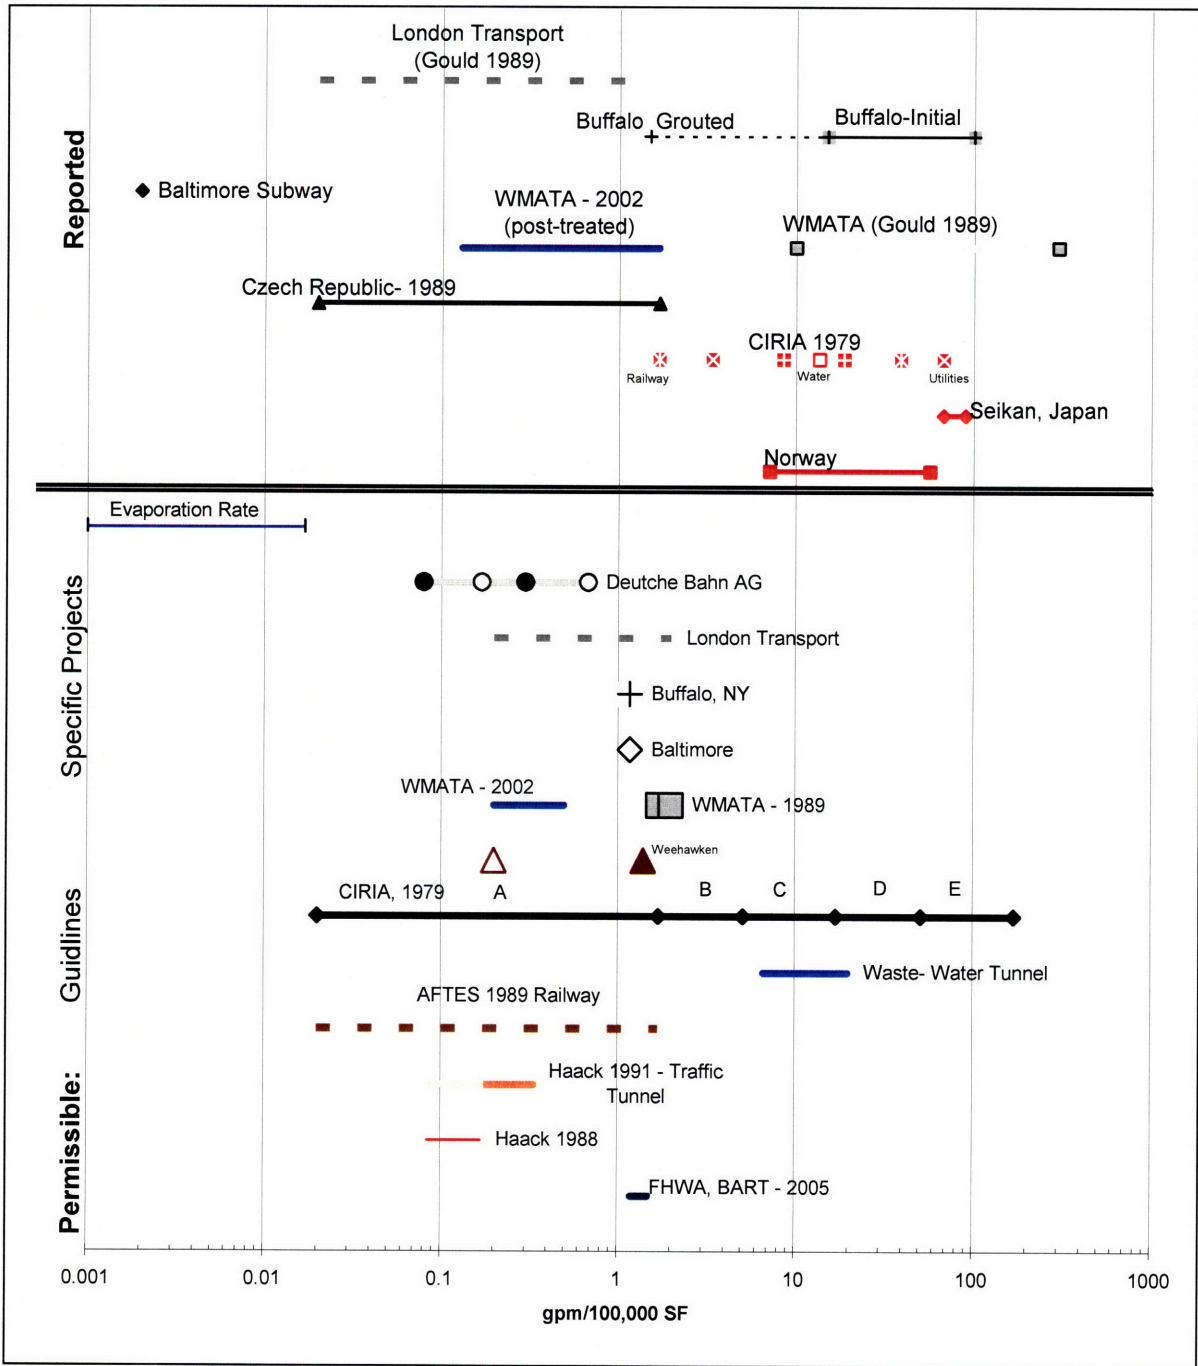 London Transport
(Gould 1989)
Buffalo Grouted
Buffalo-Initial
Reported
Baltimore Subway
WMATA - 2002
(post-treated)
WMATA (Gould 1989)
Czech Republic- 1989
CIRIA 1979
Railway
Water
Utilities
Seikan, Japan
Norway
Evaporation Rate
Specific Projects
Deutche Bahn AG
London Transport
Buffalo, NY
Baltimore
WMATA - 2002
WMATA - 1989
Weehawken
Guidlines
CIRIA, 1979
A
B
C
D
E
Waste- Water Tunnel
AFTES 1989 Railway
Haack 1991 - Traffic
Tunnel
Permissible:
Haack 1988
FHWA, BART - 2005
0.001
0.01
0.1
1
10
100
1000
gpm/100,000 SF